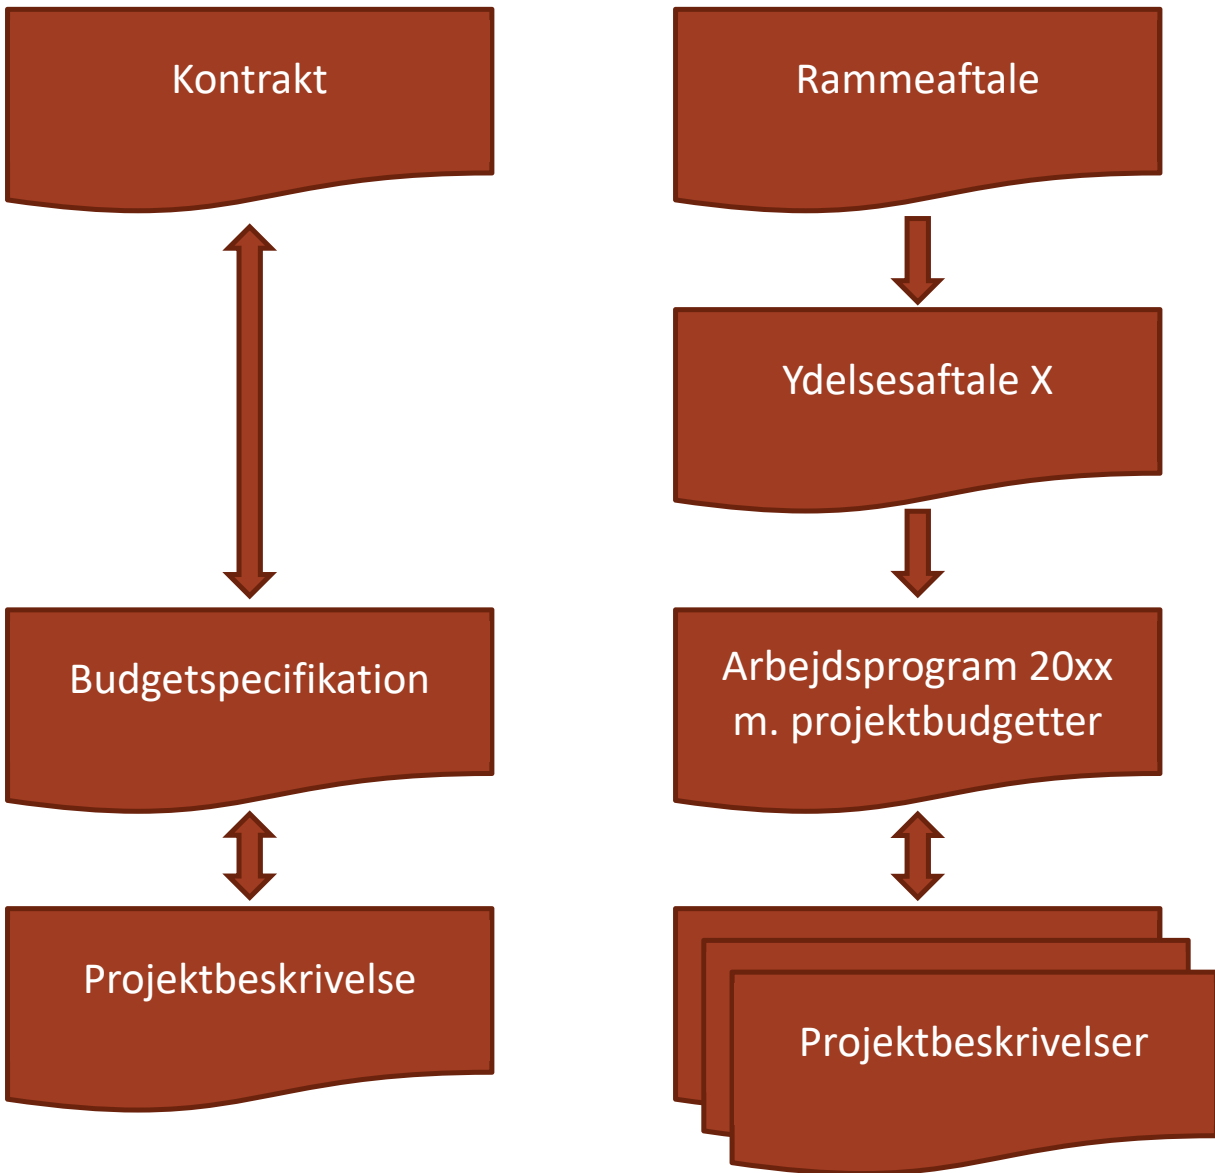 Kontrakt
Rammeaftale
Ydelsesaftale X
Budgetspecifikation
Arbejdsprogram 20xx
m. projektbudgetter
Projektbeskrivelse
Projektbeskrivelser